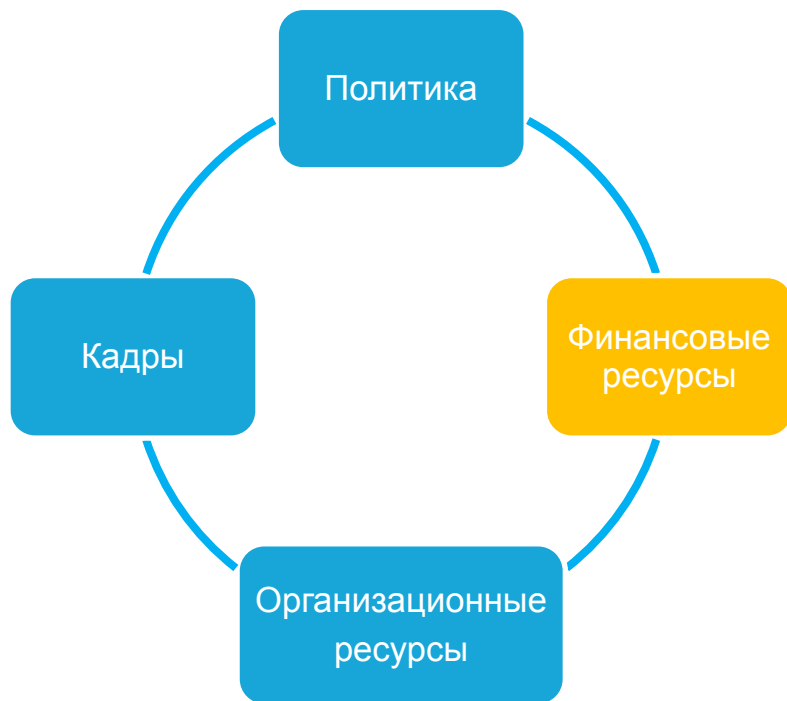 Политика
Кадры
Финансовые
ресурсы
Организационные
ресурсы